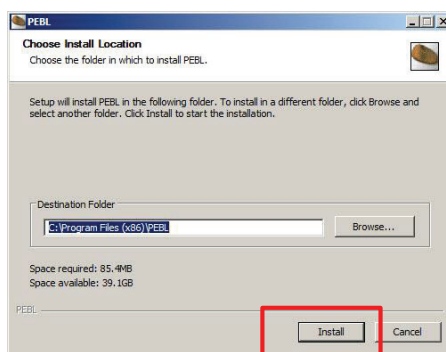 PEBL
Choose Install Location
Choose the folder in which to install PEBL.
Setup will install PEBL in the following folder. To install in a different folder, click Browse and
select another folder. Click Install to start the installation.
Destination Folder
C:\Program Files (x86)\PEBL
Browse...
Space required: 85.4MB
Space available: 39.1GB
PEBL
Install
Cancel